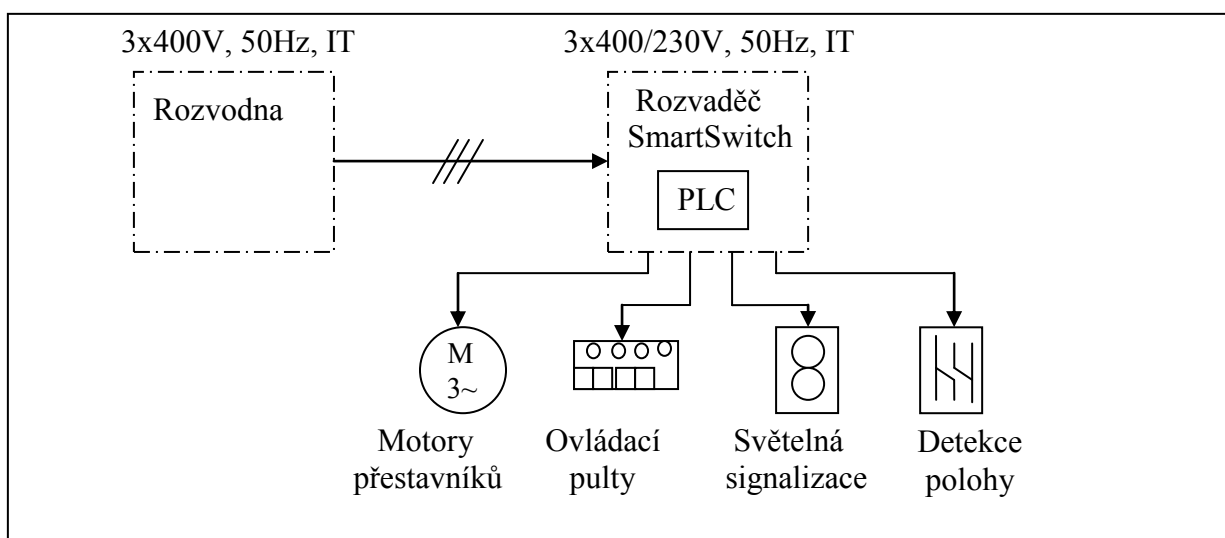 3x400V, 50Hz, IT
3x400/230V, 50Hz, IT
Rozvodna
Rozvaděč
SmartSwitch
PLC
M
3~
Motory
přestavníků
Ovládací
pulty
Světelná
signalizace
Detekce
polohy